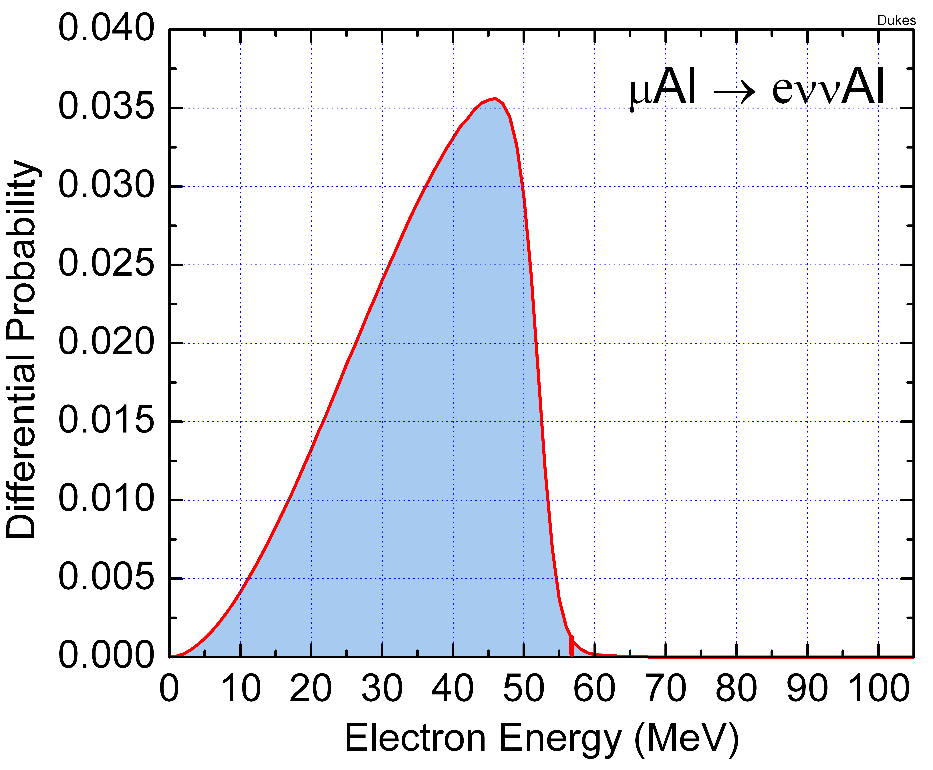 Dukes
μAl → eννAl
Differential Probability
0.040
0.035
0.030
0.025
0.020
0.015
0.010
0.005
0.000
0 10 20 30 40 50 60 70 80 90 100
Electron Energy (MeV)